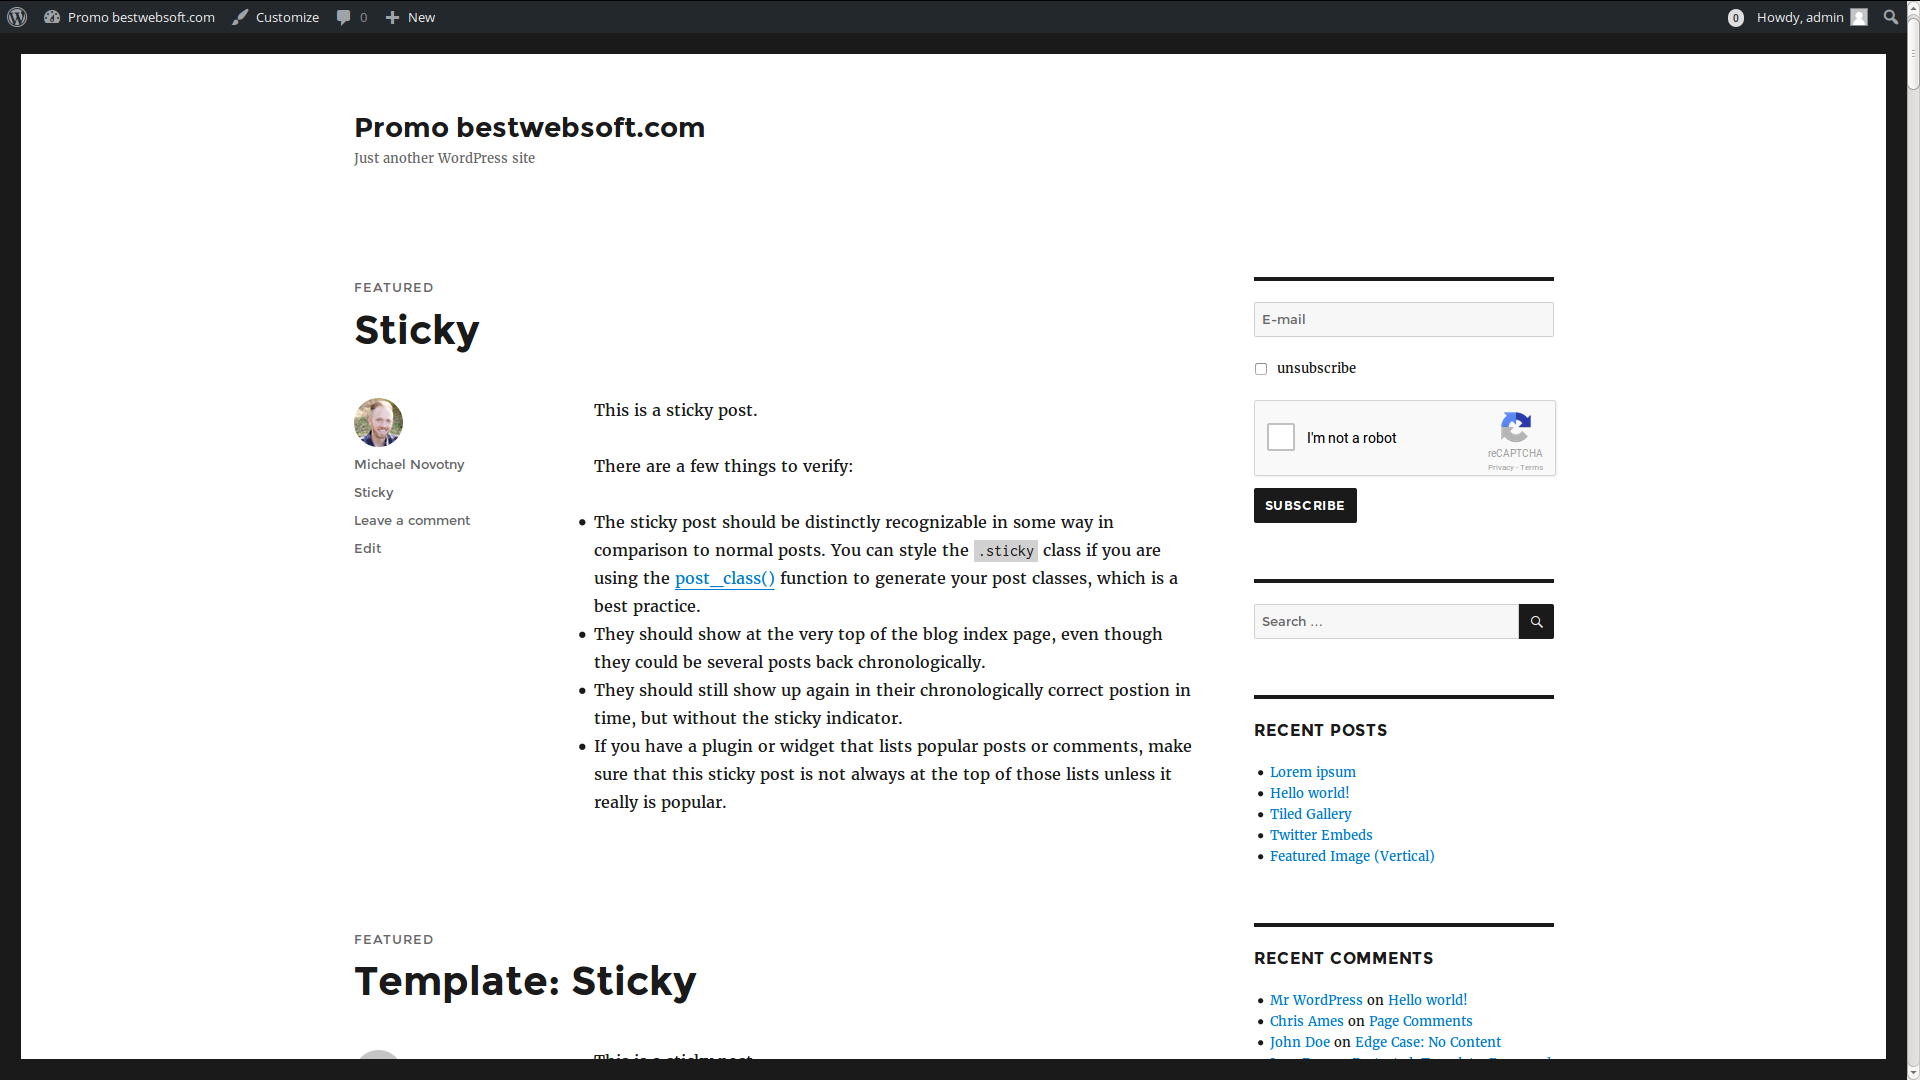 Promo bestwebsoft.com Customize 0 New 0 Howdy, admin
Promo bestwebsoft.com
Just another WordPress site
FEATURED
Sticky
Michael Novotny
Sticky
Leave a comment
Edit
This is a sticky post.
There are a few things to verify:
The sticky post should be distinctly recognizable in some way in
comparison to normal posts. You can style the .sticky class if you are
using the post_class() function to generate your post classes, which is a
best practice.
They should show at the very top of the blog index page, even though
they could be several posts back chronologically.
They should still show up again in their chronologically correct postion in
time, but without the sticky indicator.
If you have a plugin or widget that lists popular posts or comments, make
sure that this sticky post is not always at the top of those lists unless it
really is popular.
FEATURED
Template: Sticky
This is a sticky post.
E-mail
unsubscribe
I'm not a robot
reCAPTCHA
Privacy - Terms
SUBSCRIBE
Search ...
RECENT POSTS
Lorem ipsum
Hello world!
Tiled Gallery
Twitter Embeds
Featured Image (Vertical)
RECENT COMMENTS
Mr WordPress on Hello world!
Chris Ames on Page Comments
John Doe on Edge Case: No Content